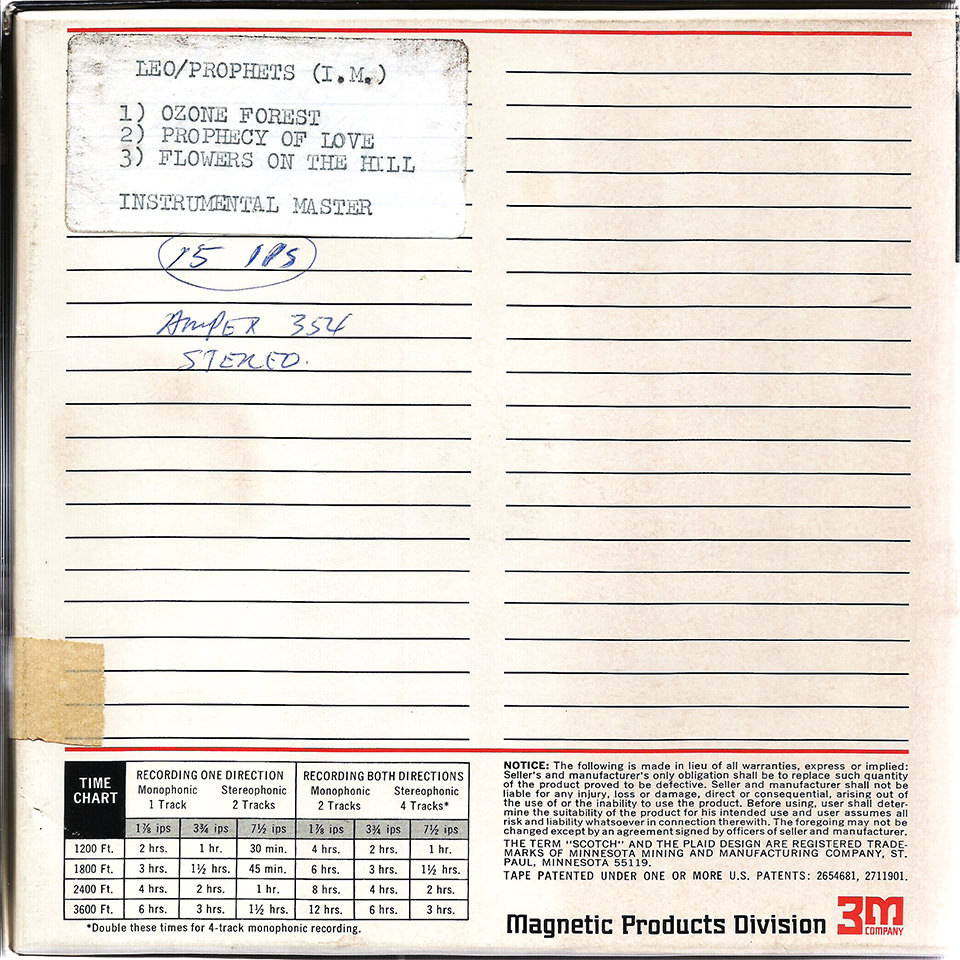 LEO/PROPHETS (I.M.)
1) OZONE FOREST
2) PROPHECY OF LOVE
3) FLOWERS ON THE HILL
INSTRUMENTAL MASTER
15 IPS
AMPEX 354
STEREO.
TIME CHART
RECORDING ONE DIRECTION RECORDING BOTH DIRECTIONS
Monophonic Stereophonic Monophonic Stereophonic
1 Track 2 Tracks 2 Tracks 4 Tracks*
1⅞ ips 3¾ ips 7½ ips 1⅞ ips 3¾ ips 7½ ips
1200 Ft. 2 hrs. 1 hr. 30 min. 4 hrs. 2 hrs. 1 hr.
1800 Ft. 3 hrs. 1½ hrs. 45 min. 6 hrs. 3 hrs. 1½ hrs.
2400 Ft. 4 hrs. 2 hrs. 1 hr. 8 hrs. 4 hrs. 2 hrs.
3600 Ft. 6 hrs. 3 hrs. 1½ hrs. 12 hrs. 6 hrs. 3 hrs.
*Double these times for 4-track monophonic recording.
NOTICE: The following is made in lieu of all warranties, express or implied:
Seller's and manufacturer's only obligation shall be to replace such quantity
of the product proved to be defective. Seller and manufacturer shall not be
liable for any injury, loss or damage, direct or consequential, arising out of
the use of or the inability to use the product. Before using, user shall deter-
mine the suitability of the product for his intended use and user assumes all
risk and liability whatsoever in connection therewith. The foregoing may not be
changed except by an agreement signed by officers of seller and manufacturer.
THE TERM "SCOTCH" AND THE PLAID DESIGN ARE REGISTERED TRADE-
MARKS OF MINNESOTA MINING AND MANUFACTURING COMPANY, ST.
PAUL, MINNESOTA 55119.
TAPE PATENTED UNDER ONE OR MORE U.S. PATENTS: 2654681, 2711901.
Magnetic Products Division 3M
COMPANY